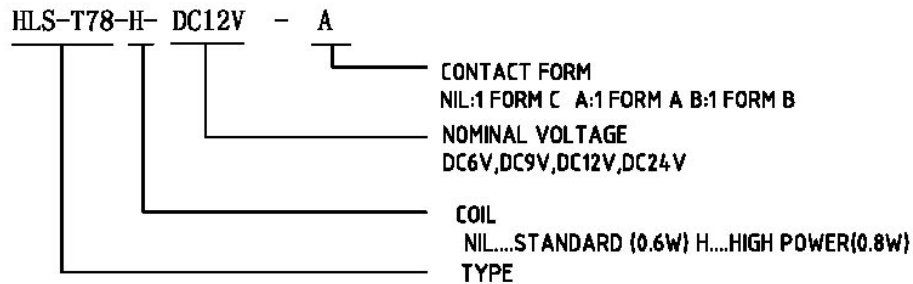 HLS-T78-H- DC12V - A
CONTACT FORM
NIL:1 FORM C A:1 FORM A B:1 FORM B
NOMINAL VOLTAGE
DC6V,DC9V,DC12V,DC24V
COIL
NIL....STANDARD (0.6W) H....HIGH POWER(0.8W)
TYPE